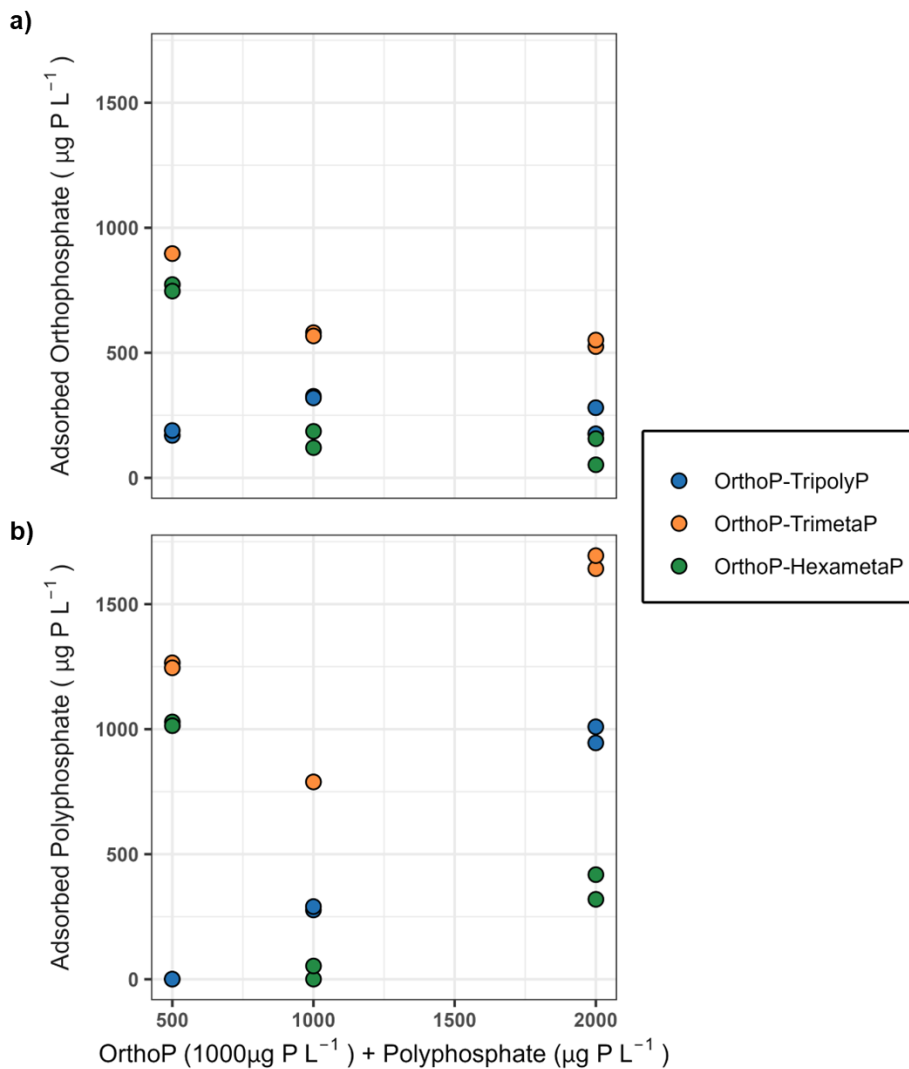 a)
Adsorbed Orthophosphate ( µg P L⁻¹ )
1500
1000
500
0
OrthoP-TripolyP
OrthoP-TrimetaP
OrthoP-HexametaP
b)
Adsorbed Polyphosphate ( µg P L⁻¹ )
1500
1000
500
0
500 1000 1500 2000
OrthoP (1000µg P L⁻¹ ) + Polyphosphate (µg P L⁻¹ )